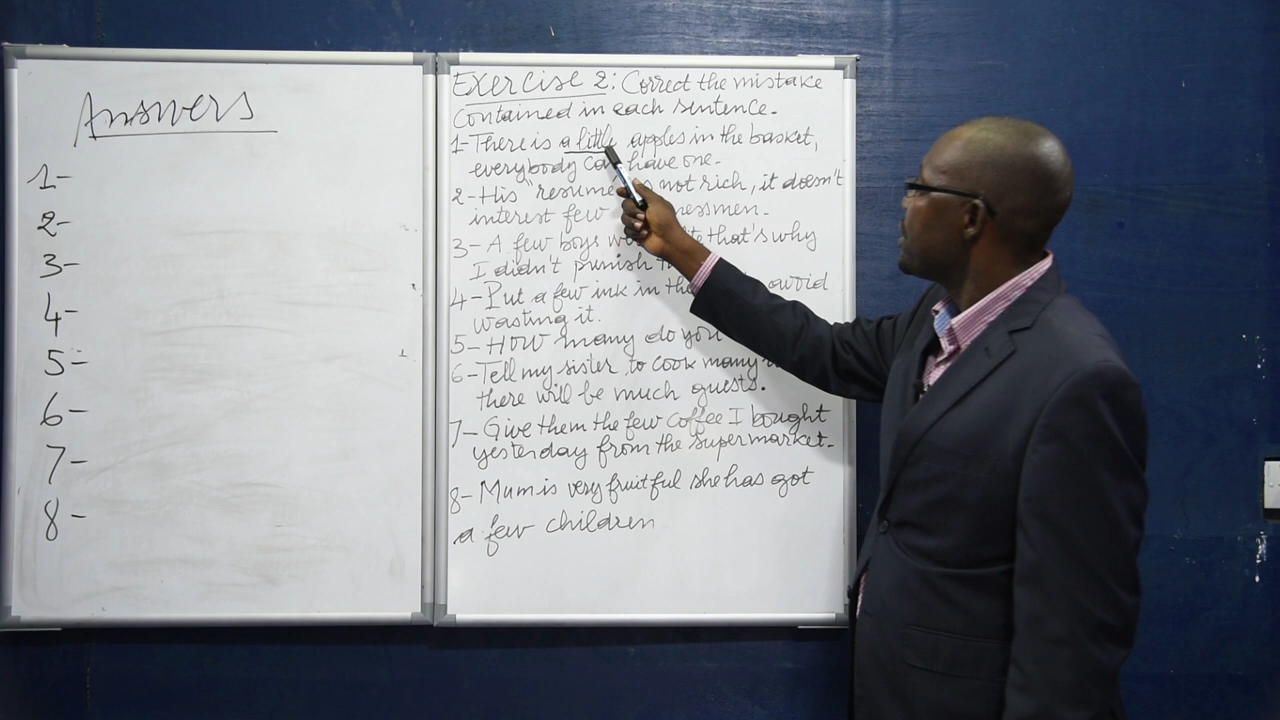 Answers
1-
2-
3-
4-
5-
6-
7-
8-
Exercise 2: Correct the mistake
contained in each sentence.
1-There is a little apples in the basket,
everybody can have one.
2- His "resume is not rich, it doesn't
interest few
3- A few boys that's why
I didn't punish
4- Put a few ink in the avoid
wasting it.
5- How many do you
6- Tell my sister to cook many
there will be much guests.
7- Give them the few coffee I bought
yesterday from the supermarket.
8- Mum is very fruitful she has got
a few children